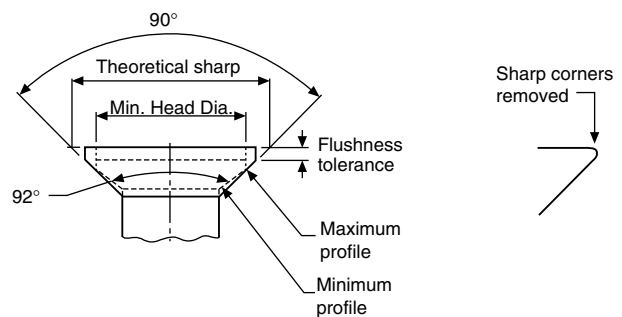 90°
Theoretical sharp
Min. Head Dia.
Flushness
tolerance
92°
Maximum
profile
Minimum
profile
Sharp corners
removed